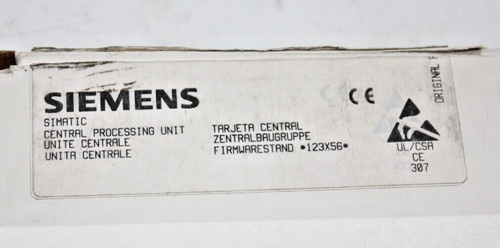 SIEMENS
SIMATIC
CENTRAL PROCESSING UNIT
UNITE CENTRALE
UNITA CENTRALE
TARJETA CENTRAL
ZENTRALBAUGRUPPE
FIRMWARESTAND *123X56*
CE
UL/CSA
CE
307
ORIGINAL